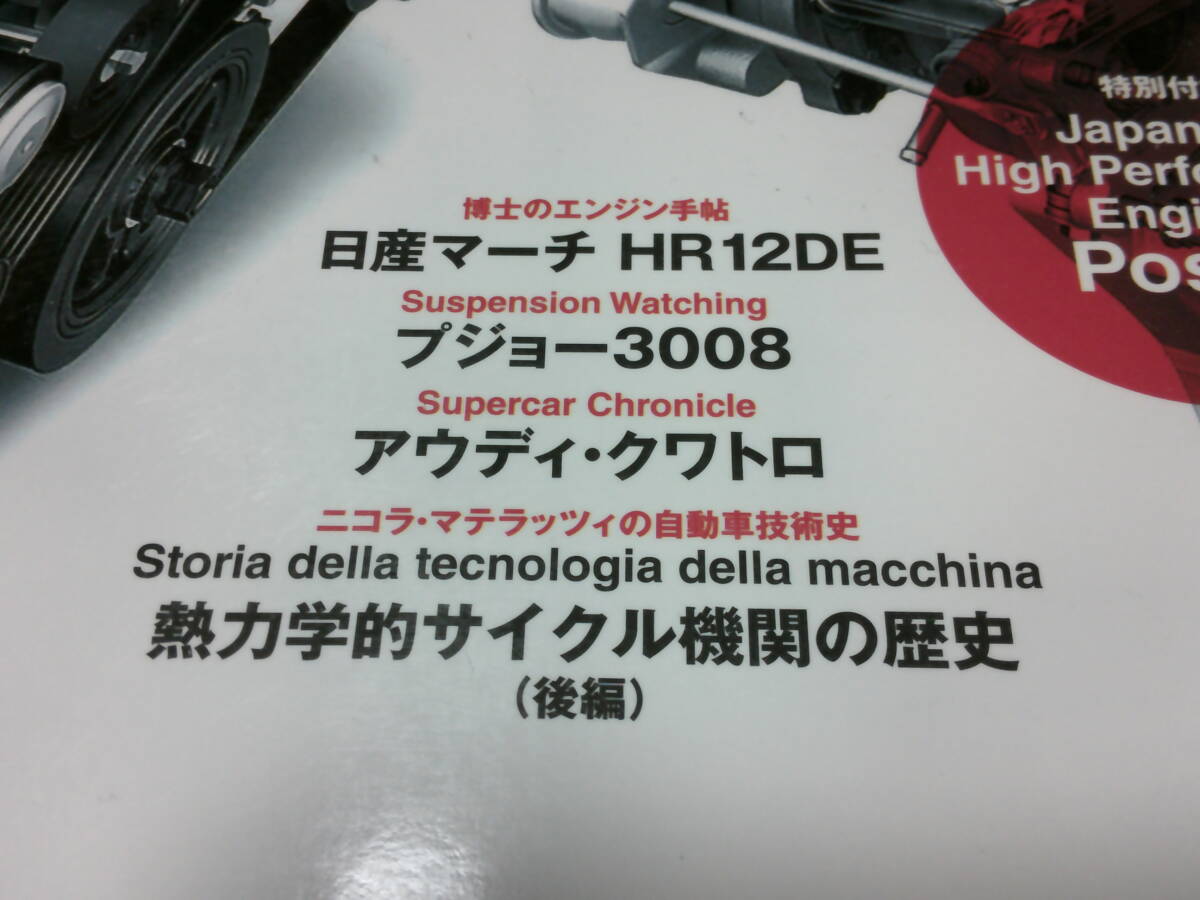 特別付
Japan
High Perfo
Engi
Pos
博士のエンジン手帖
日産マーチ HR12DE
Suspension Watching
プジョー3008
Supercar Chronicle
アウディ・クワトロ
ニコラ・マテラッツィの自動車技術史
Storia della tecnologia della macchina
熱力学的サイクル機関の歴史
（後編）